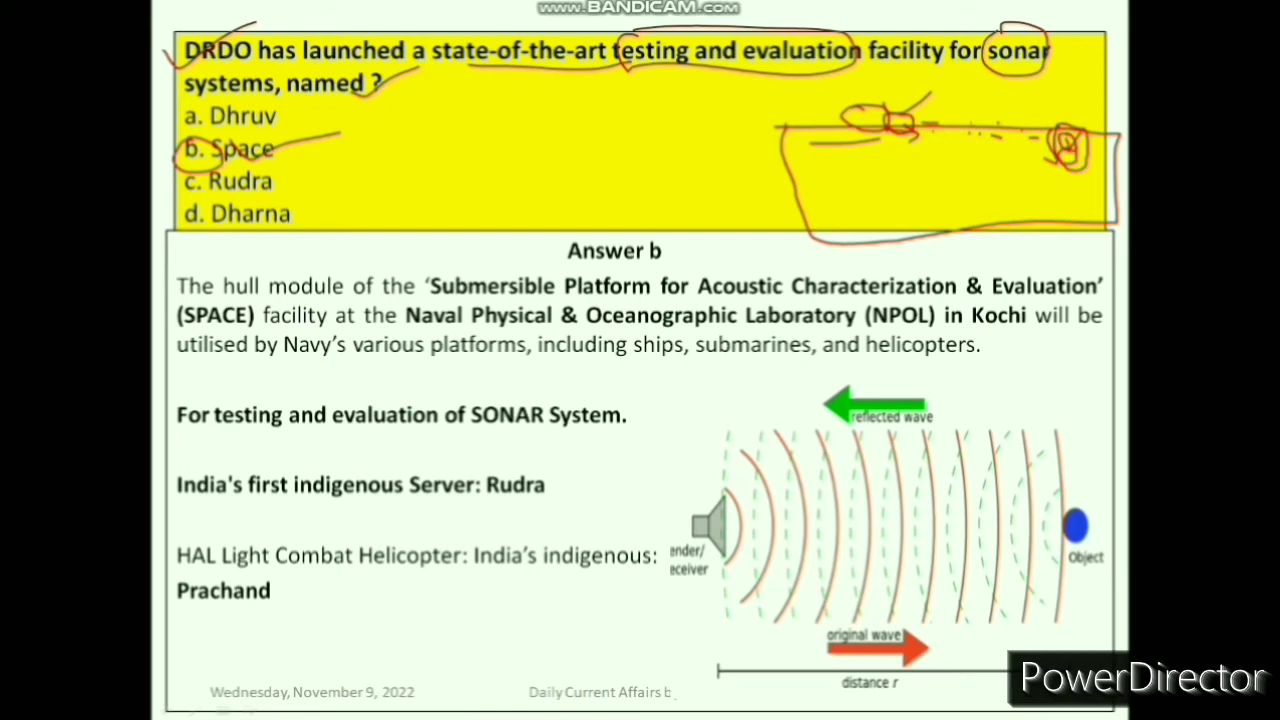 www.BANDICAM.com
DRDO has launched a state-of-the-art testing and evaluation facility for sonar
systems, named ?
a. Dhruv
b. Space
c. Rudra
d. Dharna
Answer b
The hull module of the ‘Submersible Platform for Acoustic Characterization & Evaluation’
(SPACE) facility at the Naval Physical & Oceanographic Laboratory (NPOL) in Kochi will be
utilised by Navy’s various platforms, including ships, submarines, and helicopters.
reflected wave
For testing and evaluation of SONAR System.
India's first indigenous Server: Rudra
HAL Light Combat Helicopter: India’s indigenous:
Prachand
ender/
eceiver
Object
original wave
distance r
Wednesday, November 9, 2022
Daily Current Affairs b
PowerDirector